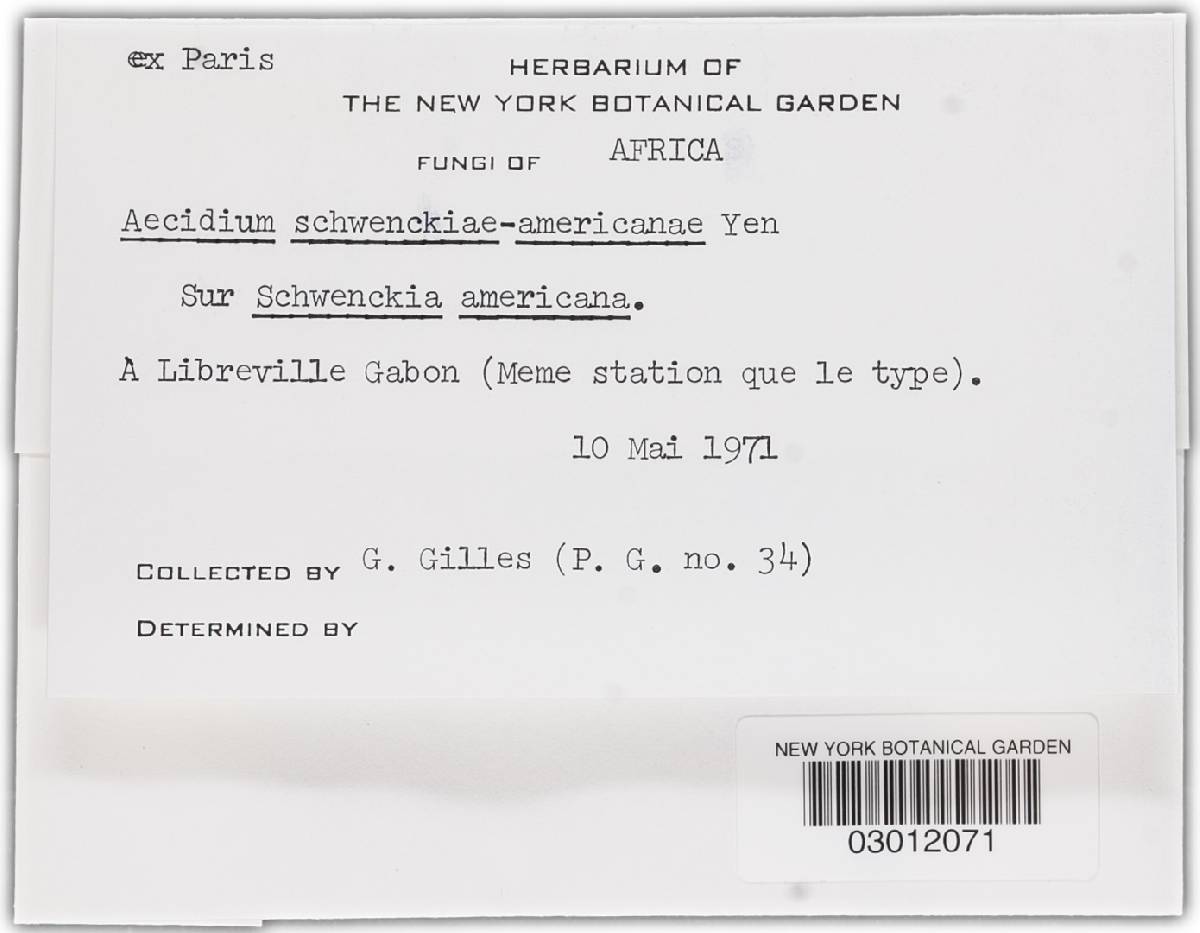 ex Paris
HERBARIUM OF
THE NEW YORK BOTANICAL GARDEN
FUNGI OF AFRICA
Aecidium schwenckiae-americanae Yen
Sur Schwenckia americana.
A Libreville Gabon (Meme station que le type).
10 Mai 1971
COLLECTED BY G. Gilles (P. G. no. 34)
DETERMINED BY
NEW YORK BOTANICAL GARDEN
03012071